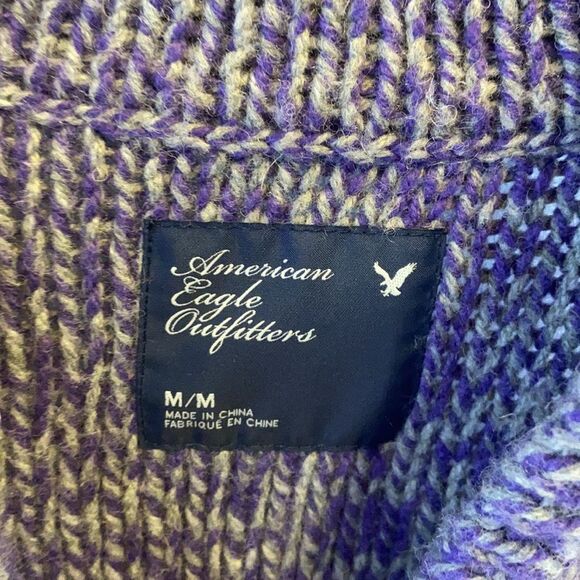 American
Eagle
Outfitters
M/M
MADE IN CHINA
FABRIQUÉ EN CHINE